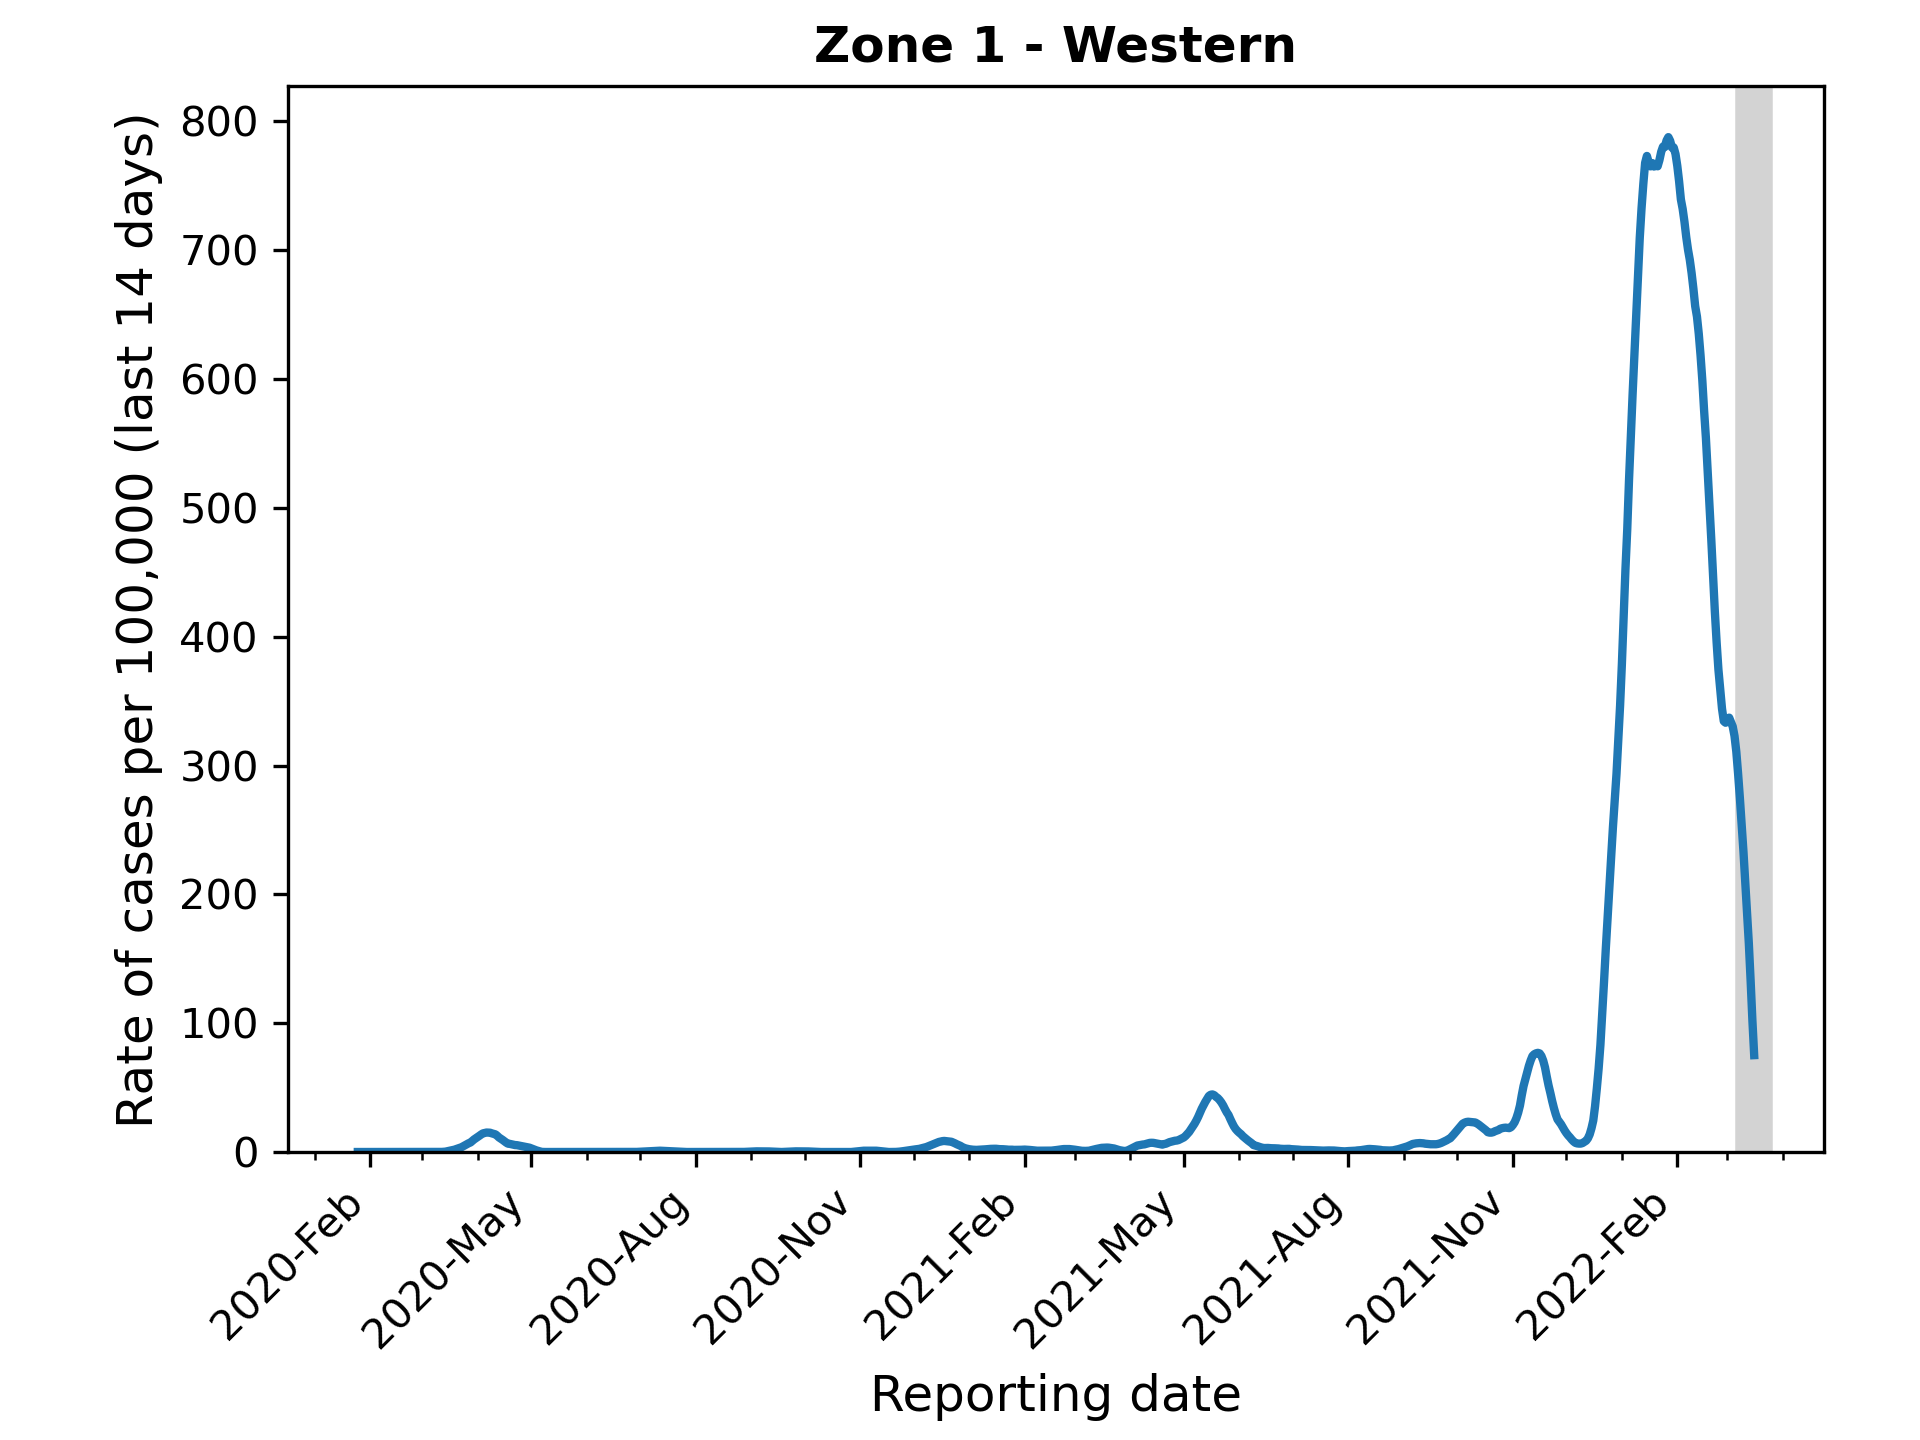 Zone 1 - Western
Rate of cases per 100,000 (last 14 days)
800
700
600
500
400
300
200
100
0
2020-Feb
2020-May
2020-Aug
2020-Nov
2021-Feb
2021-May
2021-Aug
2021-Nov
2022-Feb
Reporting date